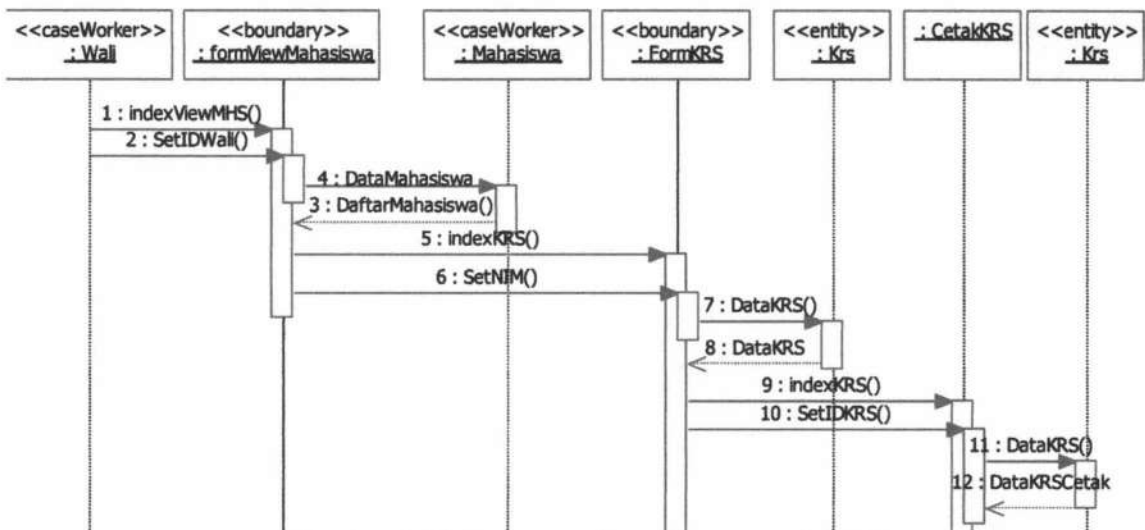 <<caseWorker>>
: Wali
<<boundary>>
: formViewMahasiswa
<<caseWorker>>
: Mahasiswa
<<boundary>>
: FormKRS
<<entity>>
: Krs
: CetakKRS
<<entity>>
: Krs
1 : indexViewMHS()
2 : SetIDWali()
4 : DataMahasiswa
3 : DaftarMahasiswa()
5 : indexKRS()
6 : SetNIM()
7 : DataKRS()
8 : DataKRS
9 : indexKRS()
10 : SetIDKRS()
11 : DataKRS()
12 : DataKRSCetak